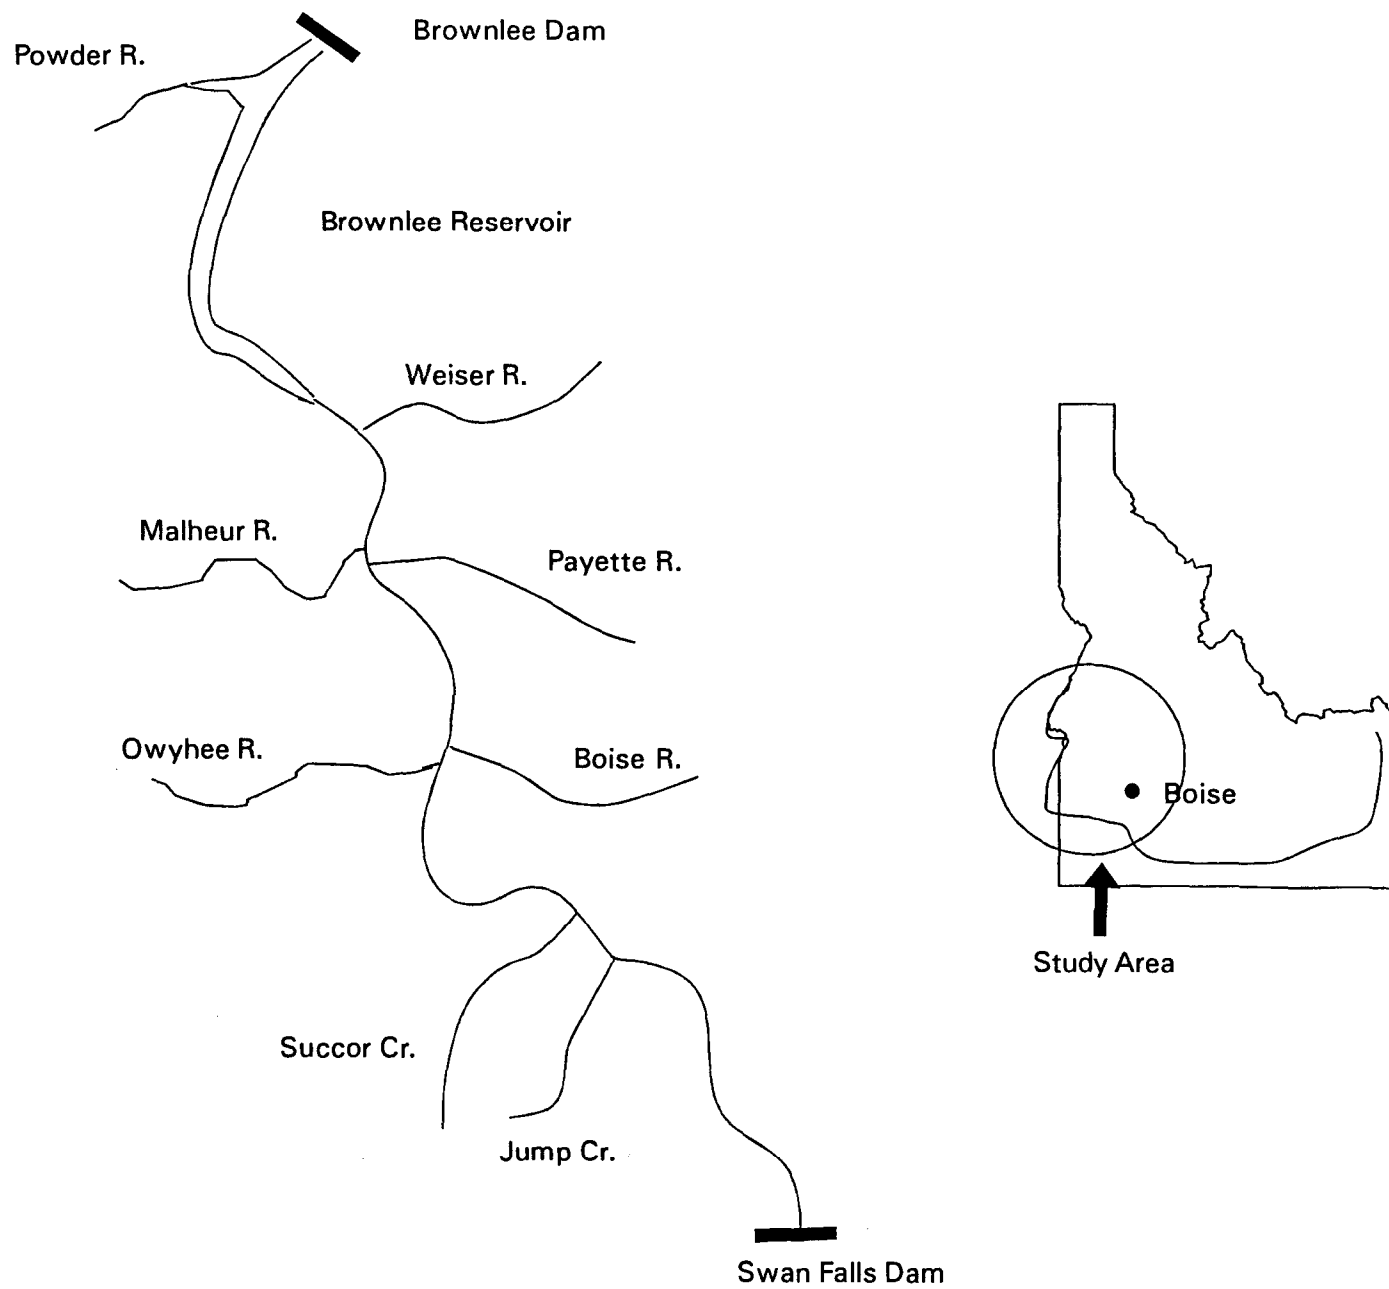 Brownlee Dam
Powder R.
Brownlee Reservoir
Weiser R.
Malheur R.
Payette R.
Owyhee R.
Boise R.
Boise
Study Area
Succor Cr.
Jump Cr.
Swan Falls Dam